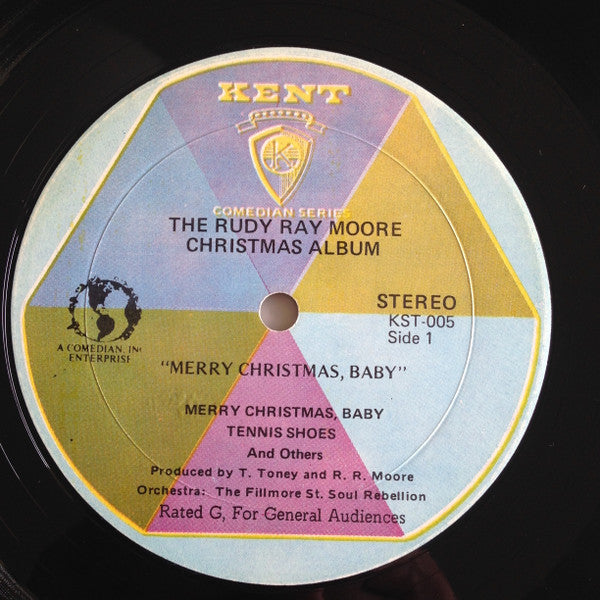 KENT
K
COMEDIAN SERIES
THE RUDY RAY MOORE
CHRISTMAS ALBUM
STEREO
KST-005
Side 1
A COMEDIAN, INC
ENTERPRISE
"MERRY CHRISTMAS, BABY"
MERRY CHRISTMAS, BABY
TENNIS SHOES
And Others
Produced by T. Toney and R. R. Moore
Orchestra: The Fillmore St. Soul Rebellion
Rated G, For General Audiences